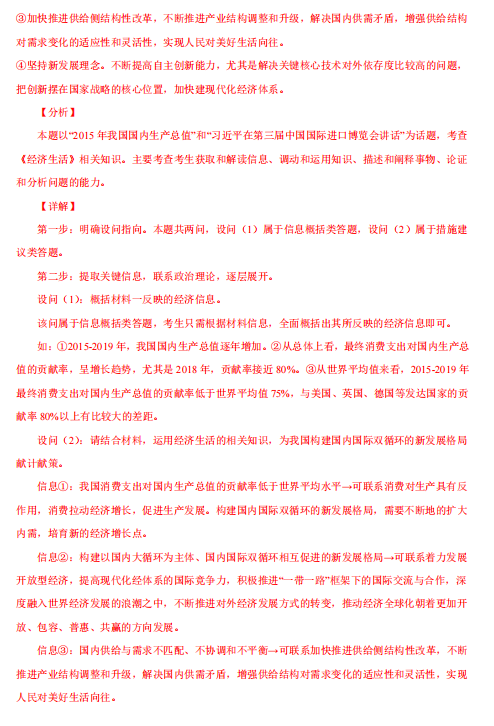 ③加快推进供给侧结构性改革，不断推进产业结构调整和升级，解决国内供需矛盾，增强供给结构
对需求变化的适应性和灵活性，实现人民对美好生活向往。
④坚持新发展理念。不断提高自主创新能力，尤其是解决关键核心技术对外依存度比较高的问题，
把创新摆在国家战略的核心位置，加快建现代化经济体系。
【分析】
本题以“2015 年我国国内生产总值”和“习近平在第三届中国国际进口博览会讲话”为话题，考查
《经济生活》相关知识。主要考查考生获取和解读信息、调动和运用知识、描述和阐释事物、论证
和分析问题的能力。
【详解】
第一步：明确设问指向。本题共两问，设问（1）属于信息概括类答题，设问（2）属于措施建
议类答题。
第二步：提取关键信息，联系政治理论，逐层展开。
设问（1）：概括材料一反映的经济信息。
该问属于信息概括类答题，考生只需根据材料信息，全面概括出其所反映的经济信息即可。
如：①2015-2019 年，我国国内生产总值逐年增加。②从总体上看，最终消费支出对国内生产总
值的贡献率，呈增长趋势，尤其是 2018 年，贡献率接近 80%。③从世界平均值来看，2015-2019 年
最终消费支出对国内生产总值的贡献率低于世界平均值 75%，与美国、英国、德国等发达国家的贡
献率 80%以上有比较大的差距。
设问（2）：请结合材料，运用经济生活的相关知识，为我国构建国内国际双循环的新发展格局
献计献策。
信息①：我国消费支出对国内生产总值的贡献率低于世界平均水平→可联系消费对生产具有反
作用，消费拉动经济增长，促进生产发展。构建国内国际双循环的新发展格局，需要不断地的扩大
内需，培育新的经济增长点。
信息②：构建以国内大循环为主体、国内国际双循环相互促进的新发展格局→可联系着力发展
开放型经济，提高现代化经体系的国际竞争力，积极推进“一带一路”框架下的国际交流与合作，深
度融入世界经济发展的浪潮之中，不断推进对外经济发展方式的转变，推动经济全球化朝着更加开
放、包容、普惠、共赢的方向发展。
信息③：国内供给与需求不匹配、不协调和不平衡→可联系加快推进供给侧结构性改革，不断
推进产业结构调整和升级，解决国内供需矛盾，增强供给结构对需求变化的适应性和灵活性，实现
人民对美好生活向往。